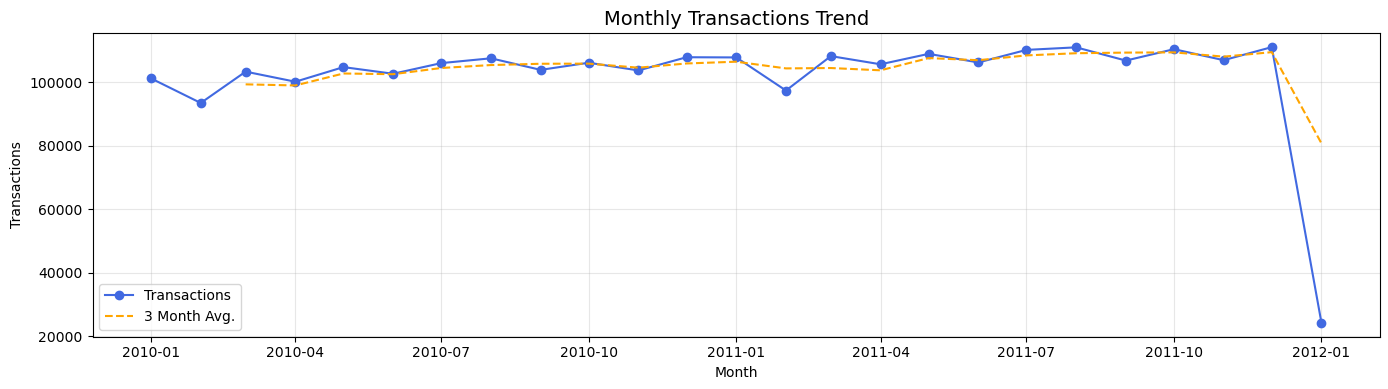 Monthly Transactions Trend
Transactions
100000
80000
60000
40000
20000
Transactions
3 Month Avg.
2010-01 2010-04 2010-07 2010-10 2011-01 2011-04 2011-07 2011-10 2012-01
Month